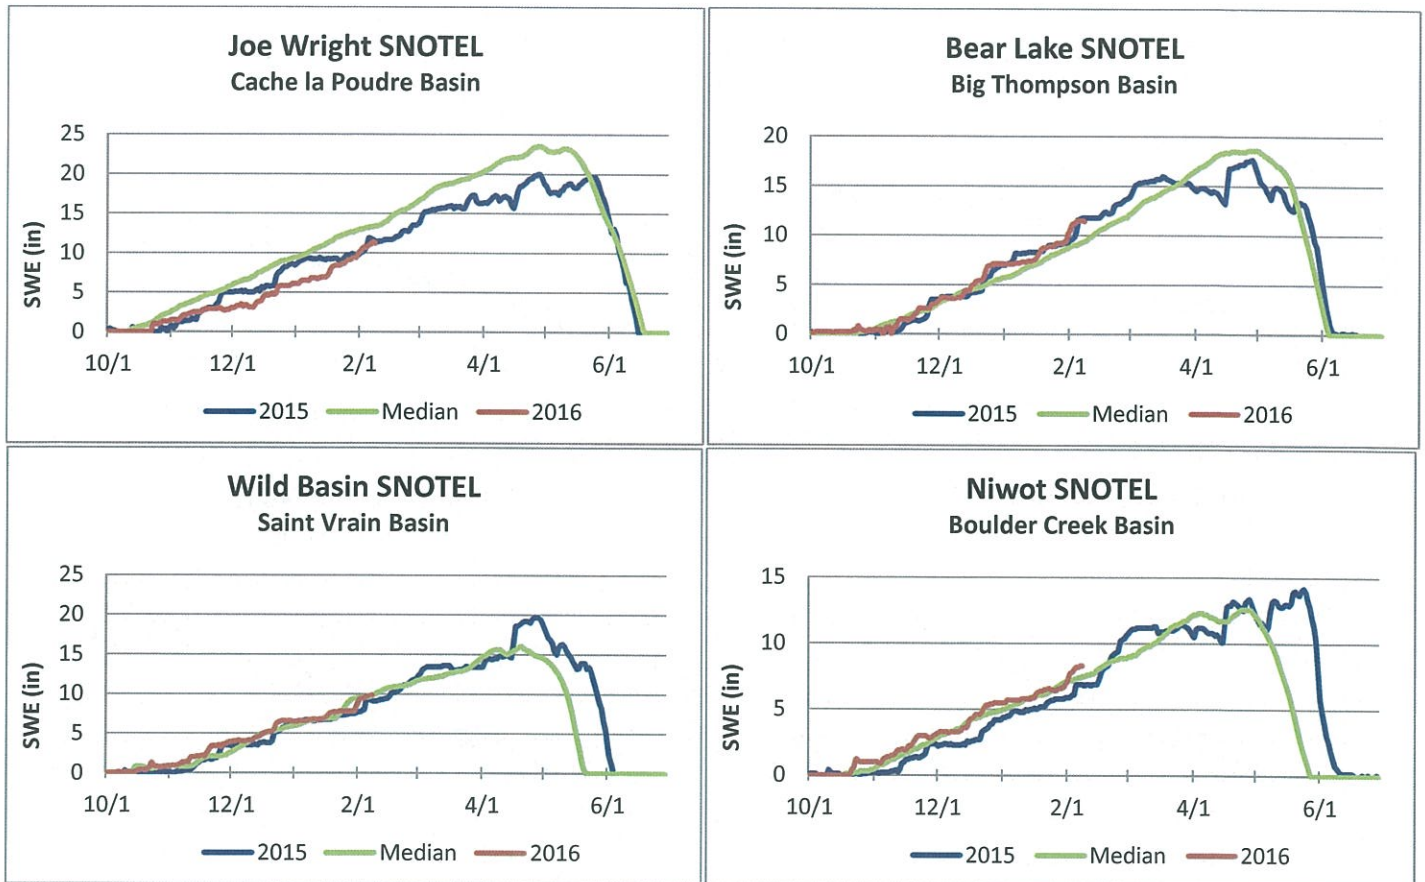 Joe Wright SNOTEL
Cache la Poudre Basin
SWE (in)
25
20
15
10
5
0
10/1 12/1 2/1 4/1 6/1
2015 Median 2016
Bear Lake SNOTEL
Big Thompson Basin
SWE (in)
20
15
10
5
0
10/1 12/1 2/1 4/1 6/1
2015 Median 2016
Wild Basin SNOTEL
Saint Vrain Basin
SWE (in)
25
20
15
10
5
0
10/1 12/1 2/1 4/1 6/1
2015 Median 2016
Niwot SNOTEL
Boulder Creek Basin
SWE (in)
15
10
5
0
10/1 12/1 2/1 4/1 6/1
2015 Median 2016